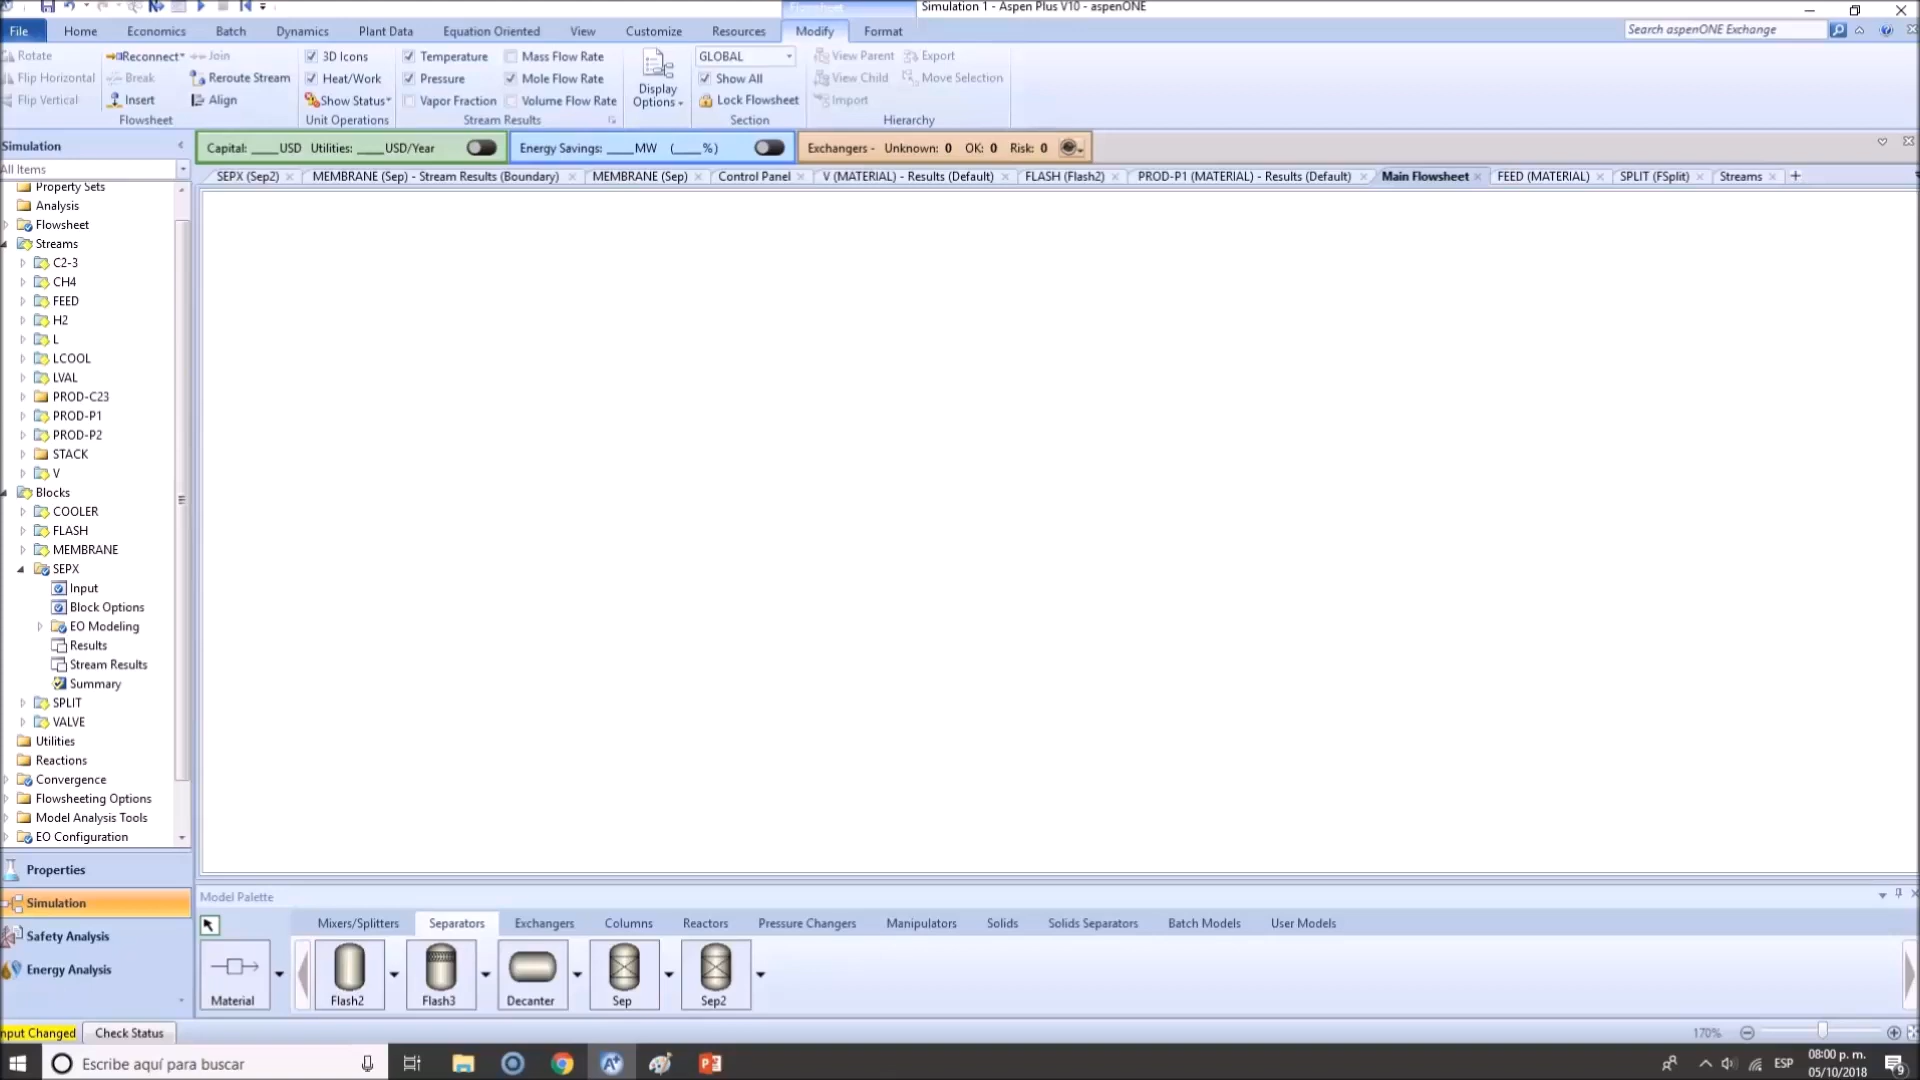 Simulation 1 - Aspen Plus V10 - aspenONE
File Home Economics Batch Dynamics Plant Data Equation Oriented View Customize Resources Modify Format Search aspenONE Exchange
Rotate Reconnect Join 3D Icons Temperature Mass Flow Rate GLOBAL View Parent Export
Flip Horizontal Break Reroute Stream Heat/Work Pressure Mole Flow Rate Show All View Child Move Selection
Display Options
Flip Vertical Insert Align Show Status Vapor Fraction Volume Flow Rate Lock Flowsheet Import
Flowsheet Unit Operations Stream Results Section Hierarchy
Simulation
Capital: ____USD Utilities: ____USD/Year Energy Savings: ____MW (____%) Exchangers - Unknown: 0 OK: 0 Risk: 0
All Items
SEPX (Sep2) MEMBRANE (Sep) - Stream Results (Boundary) MEMBRANE (Sep) Control Panel V (MATERIAL) - Results (Default) FLASH (Flash2) PROD-P1 (MATERIAL) - Results (Default) Main Flowsheet FEED (MATERIAL) SPLIT (FSplit) Streams +
Property Sets
Analysis
Flowsheet
Streams
C2-3
CH4
FEED
H2
L
LCOOL
LVAL
PROD-C23
PROD-P1
PROD-P2
STACK
V
Blocks
COOLER
FLASH
MEMBRANE
SEPX
Input
Block Options
EO Modeling
Results
Stream Results
Summary
SPLIT
VALVE
Utilities
Reactions
Convergence
Flowsheeting Options
Model Analysis Tools
EO Configuration
Properties
Simulation
Safety Analysis
Energy Analysis
Model Palette
Mixers/Splitters Separators Exchangers Columns Reactors Pressure Changers Manipulators Solids Solids Separators Batch Models User Models
Material Flash2 Flash3 Decanter Sep Sep2
nput Changed Check Status 170%
Escribe aquí para buscar ESP 08:00 p. m.
05/10/2018
9